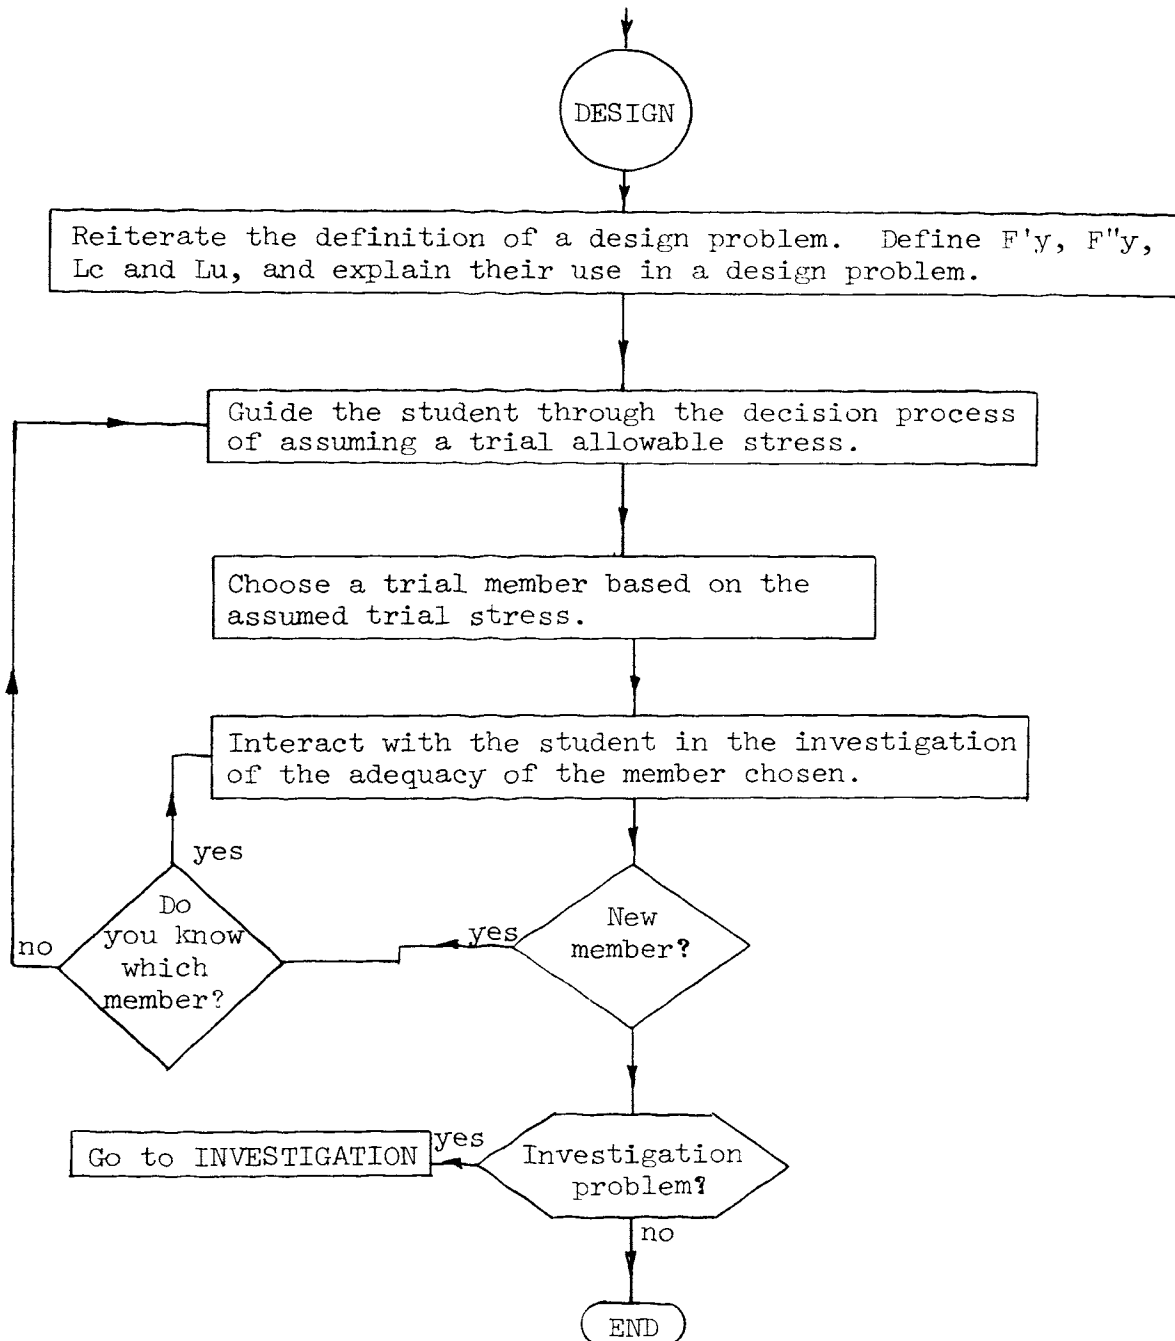 DESIGN
Reiterate the definition of a design problem. Define F'y, F"y,
Lc and Lu, and explain their use in a design problem.
Guide the student through the decision process
of assuming a trial allowable stress.
Choose a trial member based on the
assumed trial stress.
Interact with the student in the investigation
of the adequacy of the member chosen.
yes
Do
you know
which
member?
no
yes
New
member?
Go to INVESTIGATION
yes
Investigation
problem?
no
END